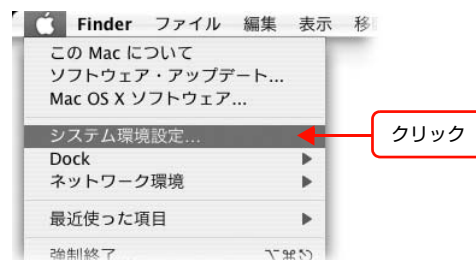 Finder ファイル 編集 表示 移
この Mac について
ソフトウェア・アップデート...
Mac OS X ソフトウェア...
システム環境設定...
クリック
Dock
ネットワーク環境
最近使った項目
強制終了... ⌥⌘⎋